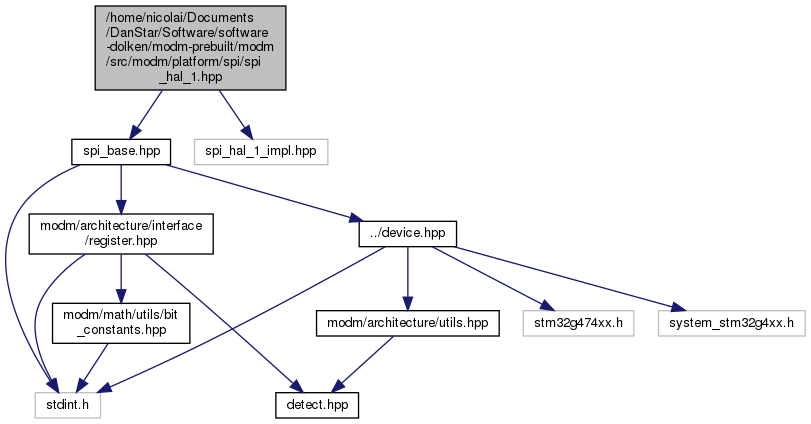 /home/nicolai/Documents
/DanStar/Software/software
-dolken/modm-prebuilt/modm
/src/modm/platform/spi/spi
_hal_1.hpp
spi_base.hpp
spi_hal_1_impl.hpp
modm/architecture/interface
/register.hpp
../device.hpp
modm/math/utils/bit
_constants.hpp
modm/architecture/utils.hpp
stm32g474xx.h
system_stm32g4xx.h
stdint.h
detect.hpp